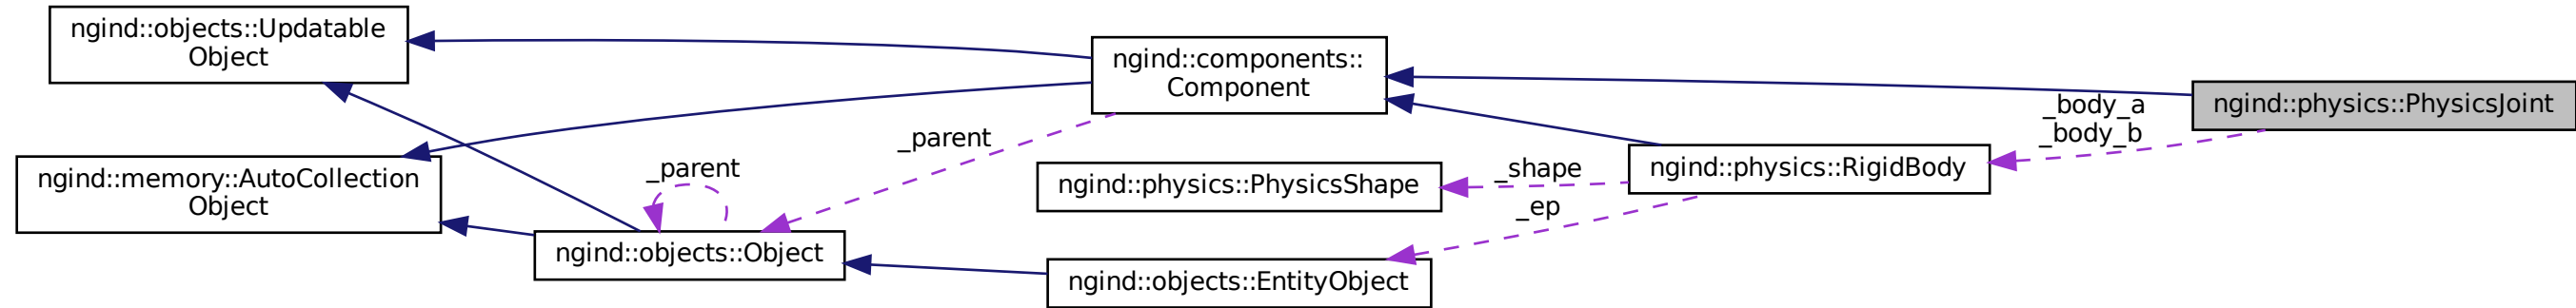 ngind::objects::Updatable
Object
ngind::memory::AutoCollection
Object
_parent
ngind::objects::Object
_parent
ngind::components::
Component
ngind::physics::PhysicsShape
_shape
_ep
ngind::objects::EntityObject
ngind::physics::RigidBody
_body_a
_body_b
ngind::physics::PhysicsJoint